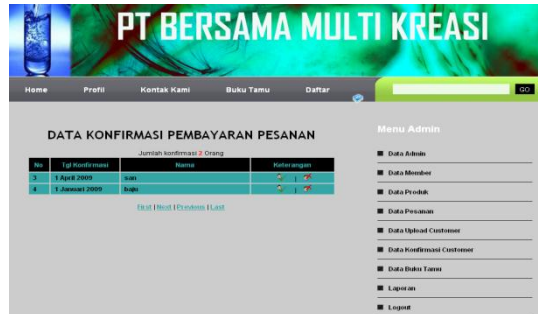 PT BERSAMA MULTI KREASI
Home Profil Kontak Kami Buku Tamu Daftar GO
DATA KONFIRMASI PEMBAYARAN PESANAN
Jumlah konfirmasi 2 Orang
No Tgl Konfirmasi Nama Keterangan
3 1 April 2009 san |
4 1 Januari 2009 baju |
First | Next | Previous | Last
Menu Admin
Data Admin
Data Member
Data Produk
Data Pesanan
Data Upload Customer
Data Konfirmasi Customer
Data Buku Tamu
Laporan
Logout